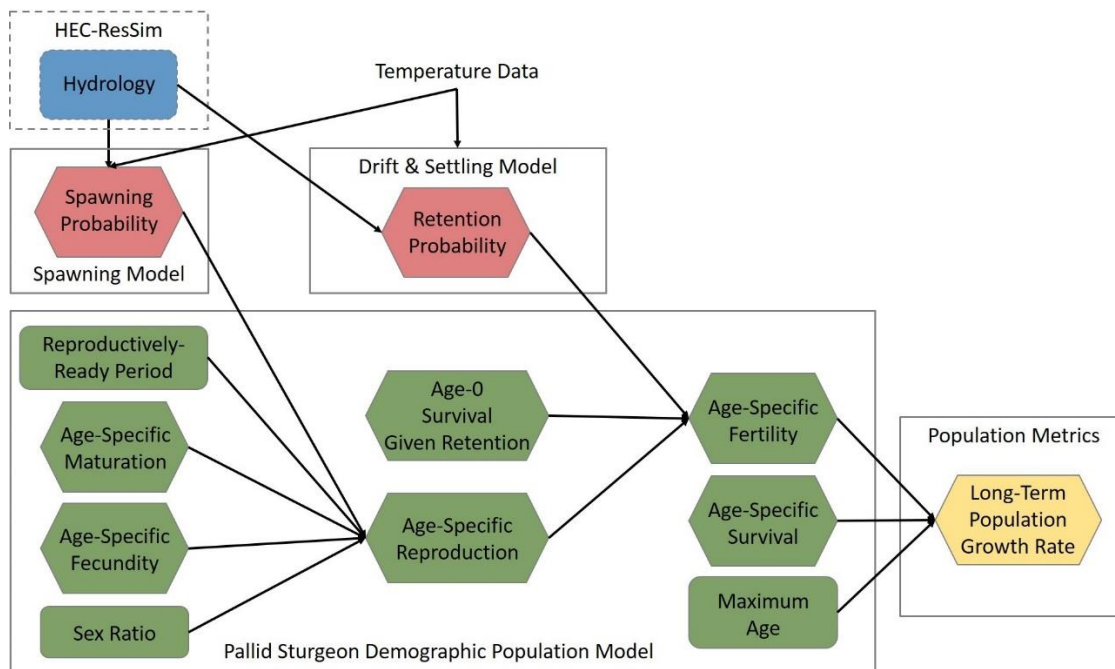 HEC-ResSim
Hydrology
Temperature Data
Drift & Settling Model
Spawning
Probability
Spawning Model
Retention
Probability
Reproductively-
Ready Period
Age-Specific
Maturation
Age-Specific
Fecundity
Sex Ratio
Age-0
Survival
Given Retention
Age-Specific
Reproduction
Age-Specific
Fertility
Age-Specific
Survival
Maximum
Age
Pallid Sturgeon Demographic Population Model
Population Metrics
Long-Term
Population
Growth Rate